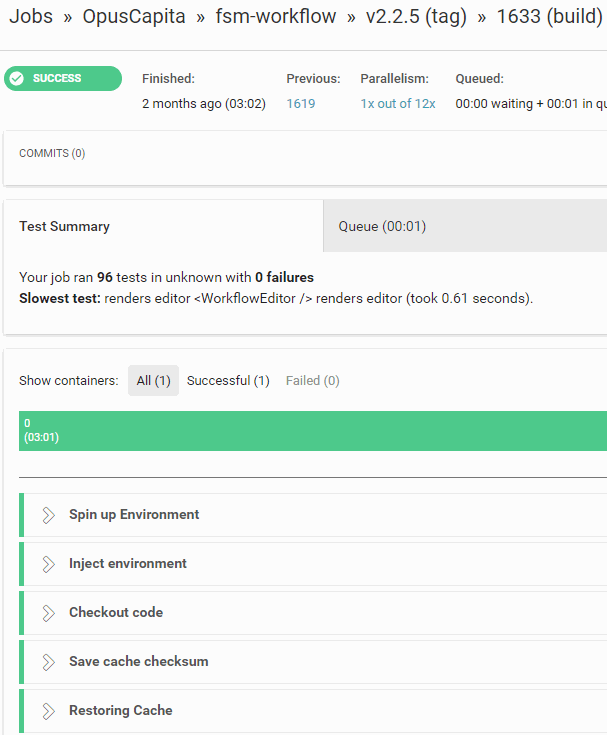 Jobs » OpusCapita » fsm-workflow » v2.2.5 (tag) » 1633 (build)
SUCCESS
Finished: Previous: Parallelism: Queued:
2 months ago (03:02) 1619 1x out of 12x 00:00 waiting + 00:01 in
COMMITS (0)
Test Summary Queue (00:01)
Your job ran 96 tests in unknown with 0 failures
Slowest test: renders editor <WorkflowEditor /> renders editor (took 0.61 seconds).
Show containers: All (1) Successful (1) Failed (0)
0
(03:01)
Spin up Environment
Inject environment
Checkout code
Save cache checksum
Restoring Cache